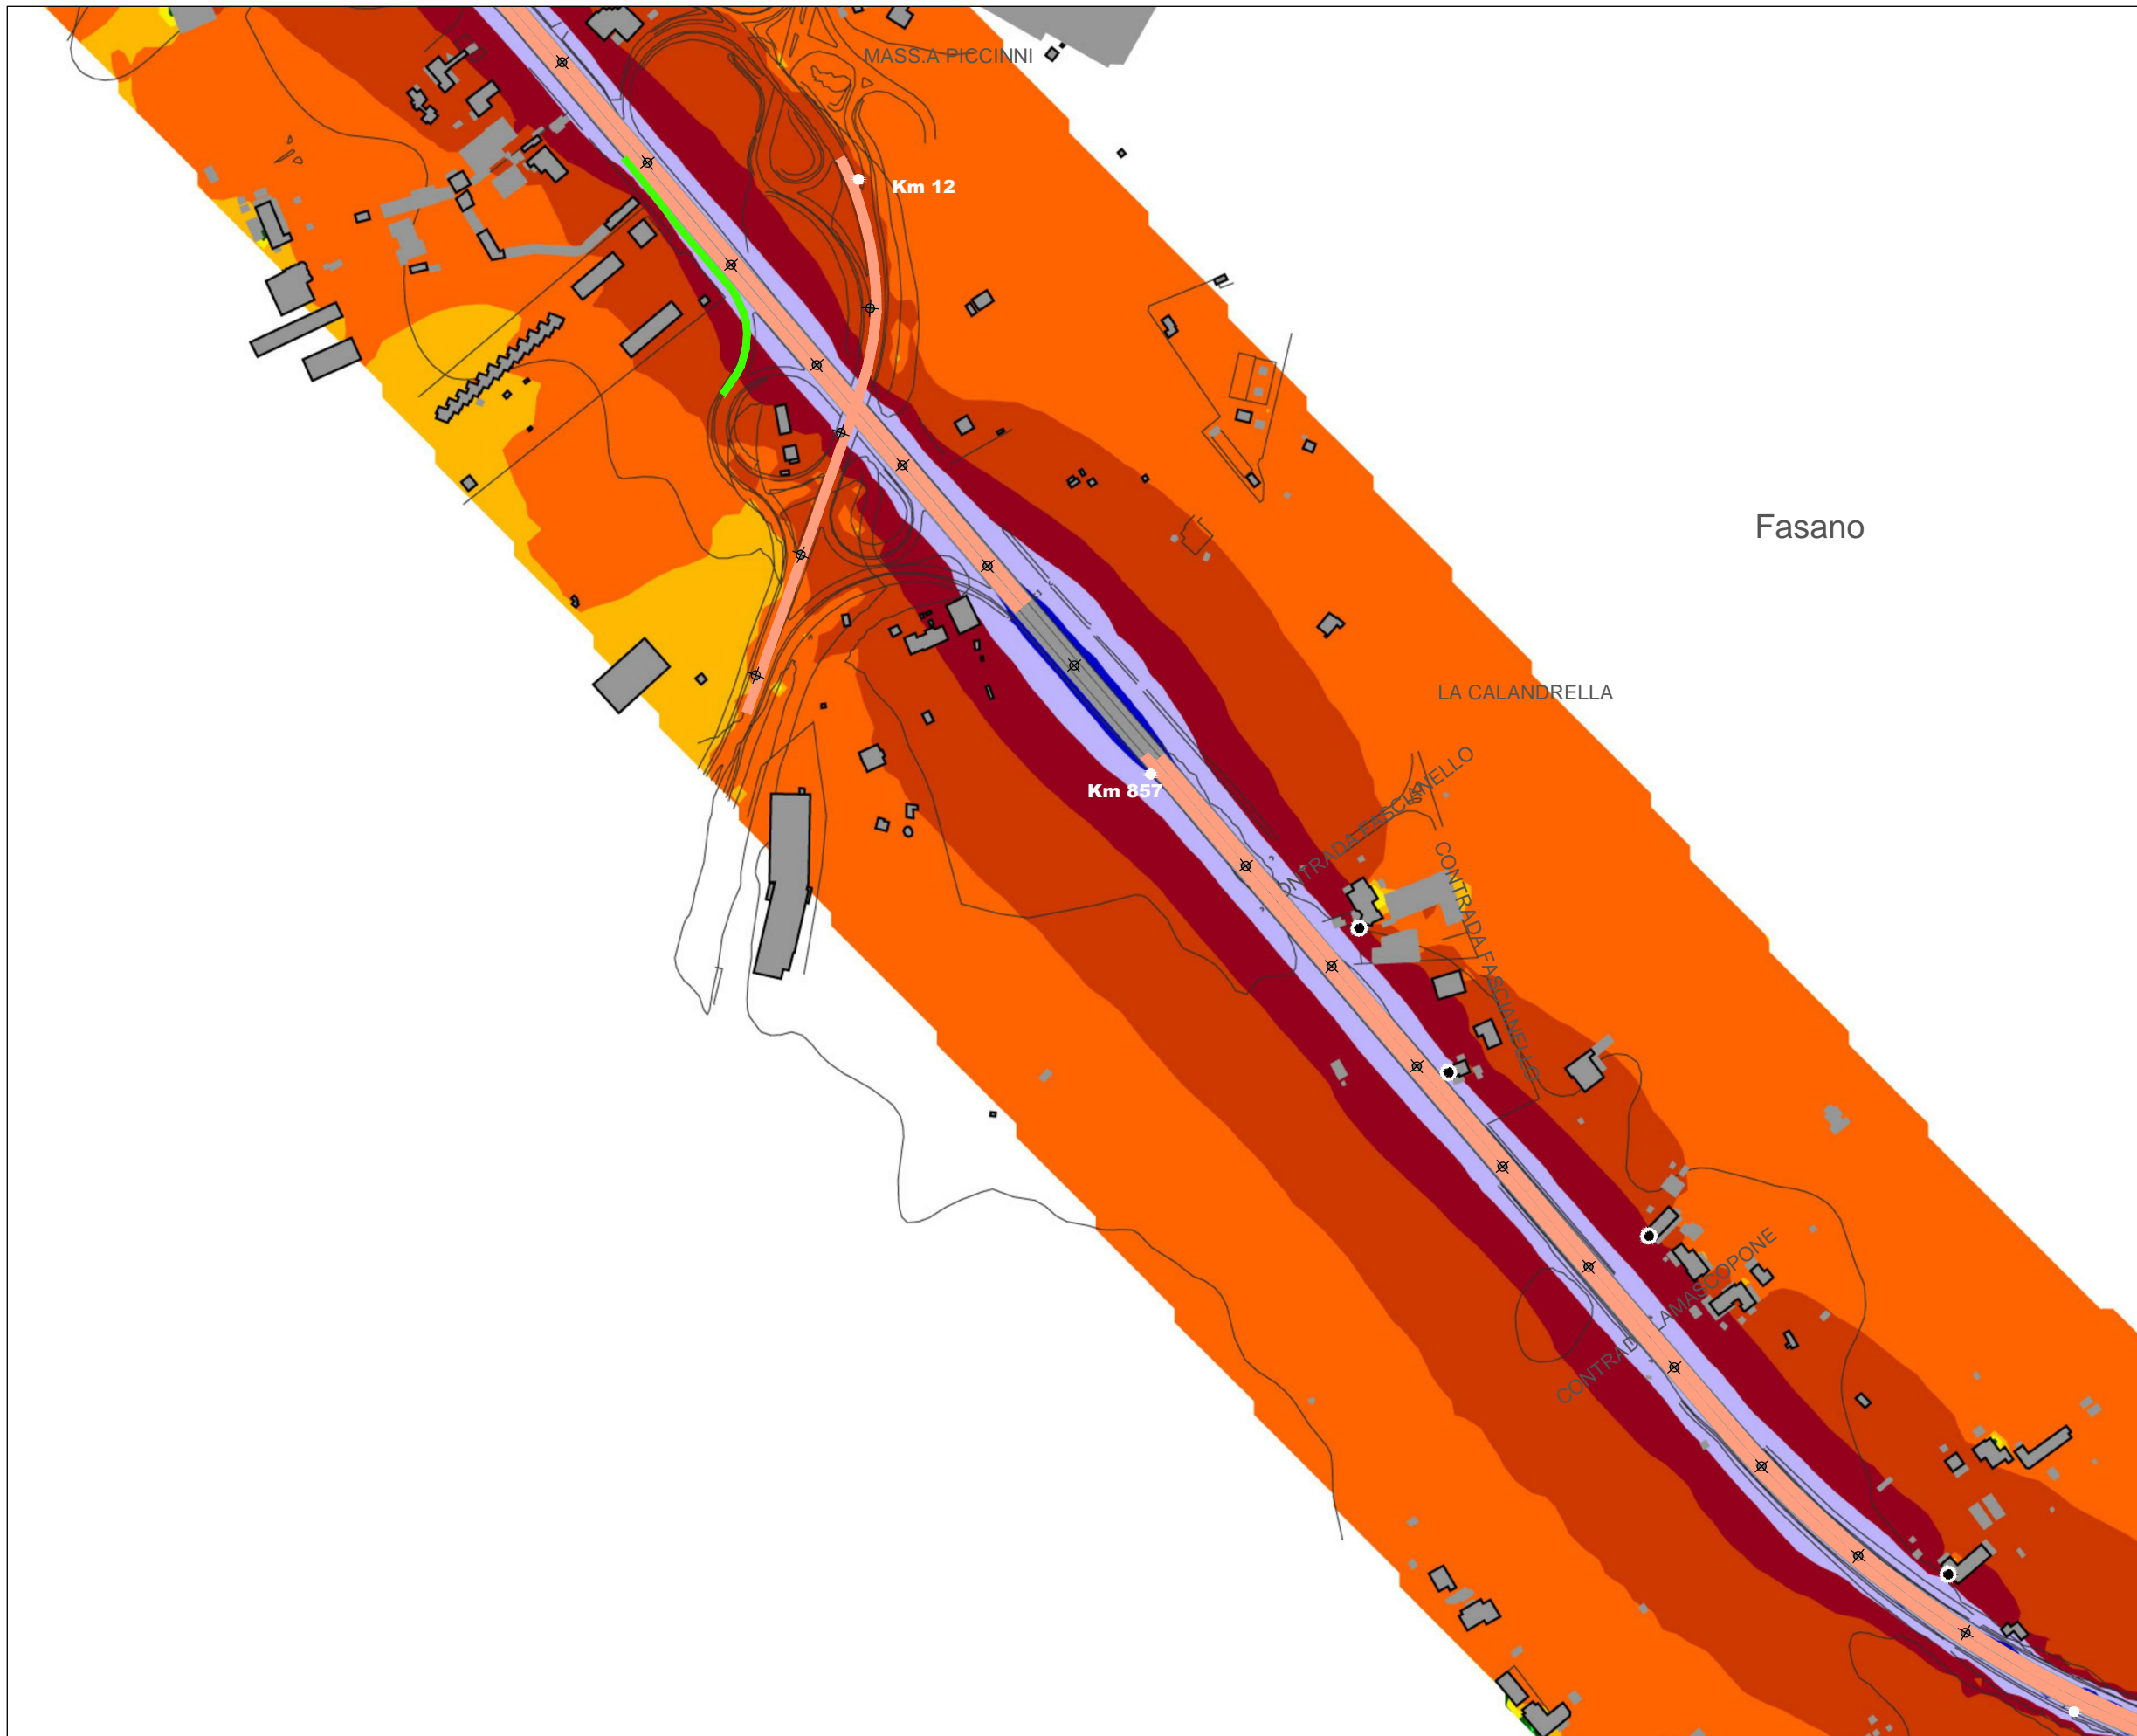 MASS.A PICCINNI
Km 12
Fasano
LA CALANDRELLA
Km 857
CONTRADA FASCIANELLO
CONTRADA FASCIANELLO
CONTRADA LAMASCOPONE